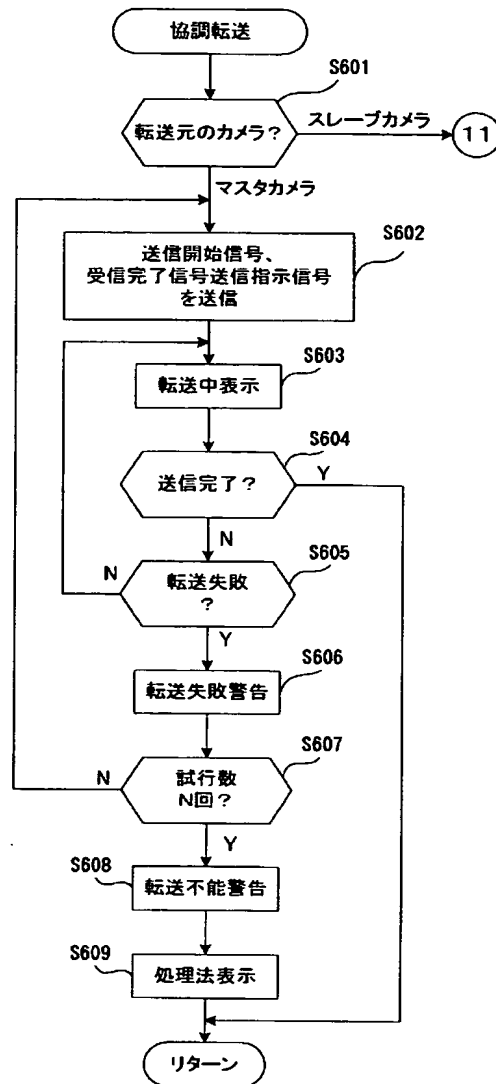 協調転送
S601
転送元のカメラ？
スレーブカメラ
11
マスタカメラ
S602
送信開始信号、
受信完了信号送信指示信号
を送信
S603
転送中表示
S604
送信完了？
Y
N
S605
転送失敗
？
N
Y
S606
転送失敗警告
S607
試行数
N回？
N
Y
S608
転送不能警告
S609
処理法表示
リターン